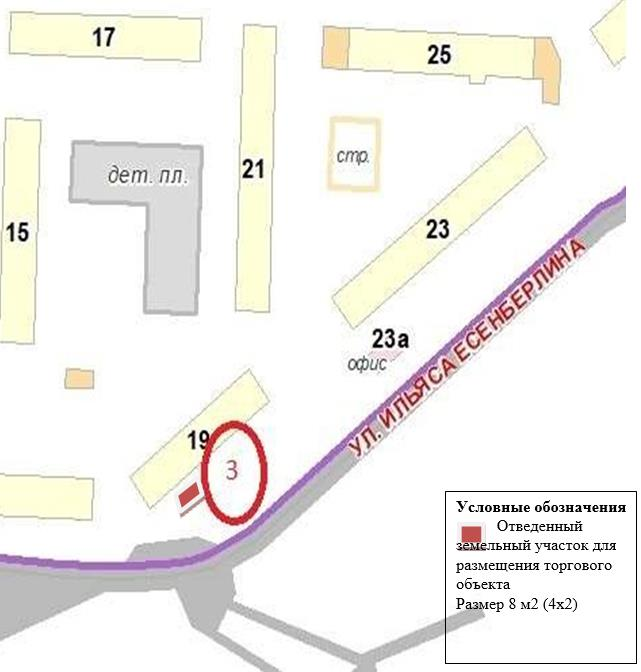 17
25
21
стр.
дет. пл.
15
23
УЛ. ИЛЬЯСА ЕСЕНБЕРЛИНА
23а
офис
19
3
Условные обозначения
Отведенный
земельный участок для
размещения торгового
объекта
Размер 8 м2 (4х2)